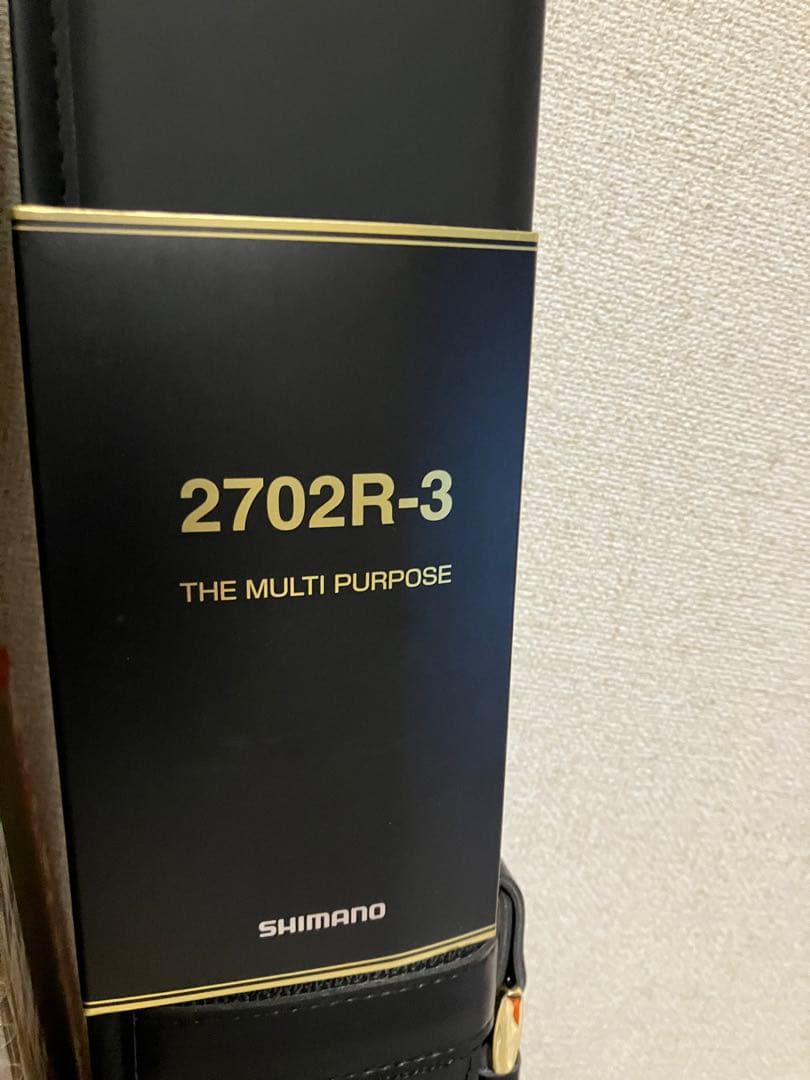 2702R-3
THE MULTI PURPOSE
SHIMANO